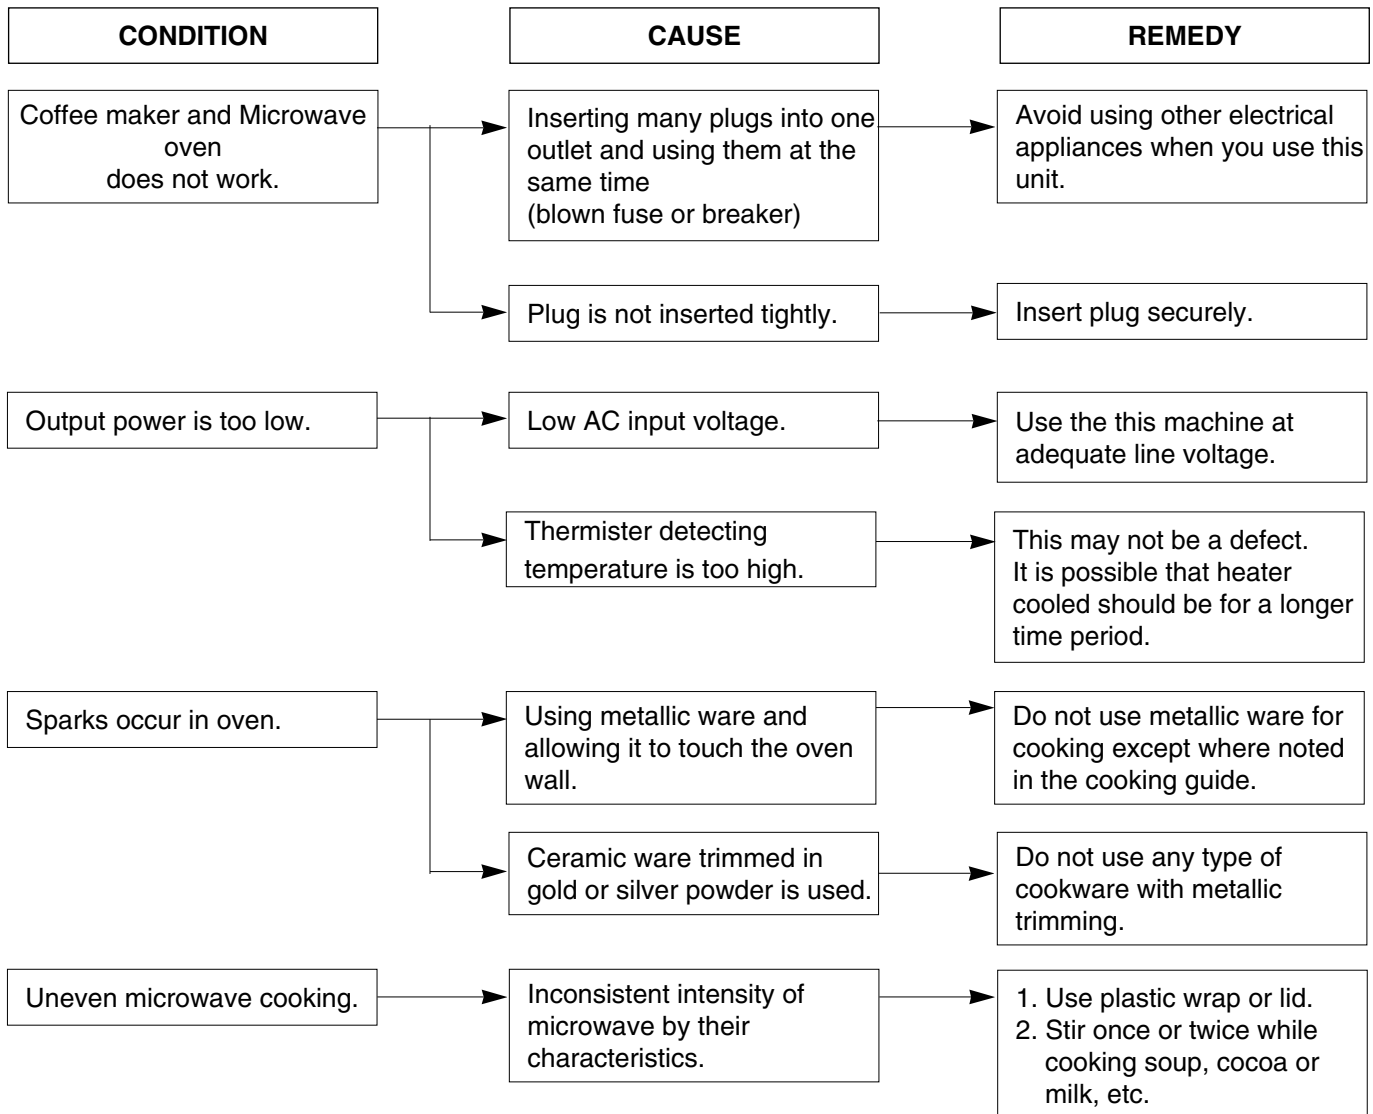 CONDITION
CAUSE
REMEDY
Coffee maker and Microwave
oven
does not work.
Inserting many plugs into one
outlet and using them at the
same time
(blown fuse or breaker)
Avoid using other electrical
appliances when you use this
unit.
Plug is not inserted tightly.
Insert plug securely.
Output power is too low.
Low AC input voltage.
Use the this machine at
adequate line voltage.
Thermister detecting
temperature is too high.
This may not be a defect.
It is possible that heater
cooled should be for a longer
time period.
Sparks occur in oven.
Using metallic ware and
allowing it to touch the oven
wall.
Do not use metallic ware for
cooking except where noted
in the cooking guide.
Ceramic ware trimmed in
gold or silver powder is used.
Do not use any type of
cookware with metallic
trimming.
Uneven microwave cooking.
Inconsistent intensity of
microwave by their
characteristics.
1. Use plastic wrap or lid.
2. Stir once or twice while
cooking soup, cocoa or
milk, etc.